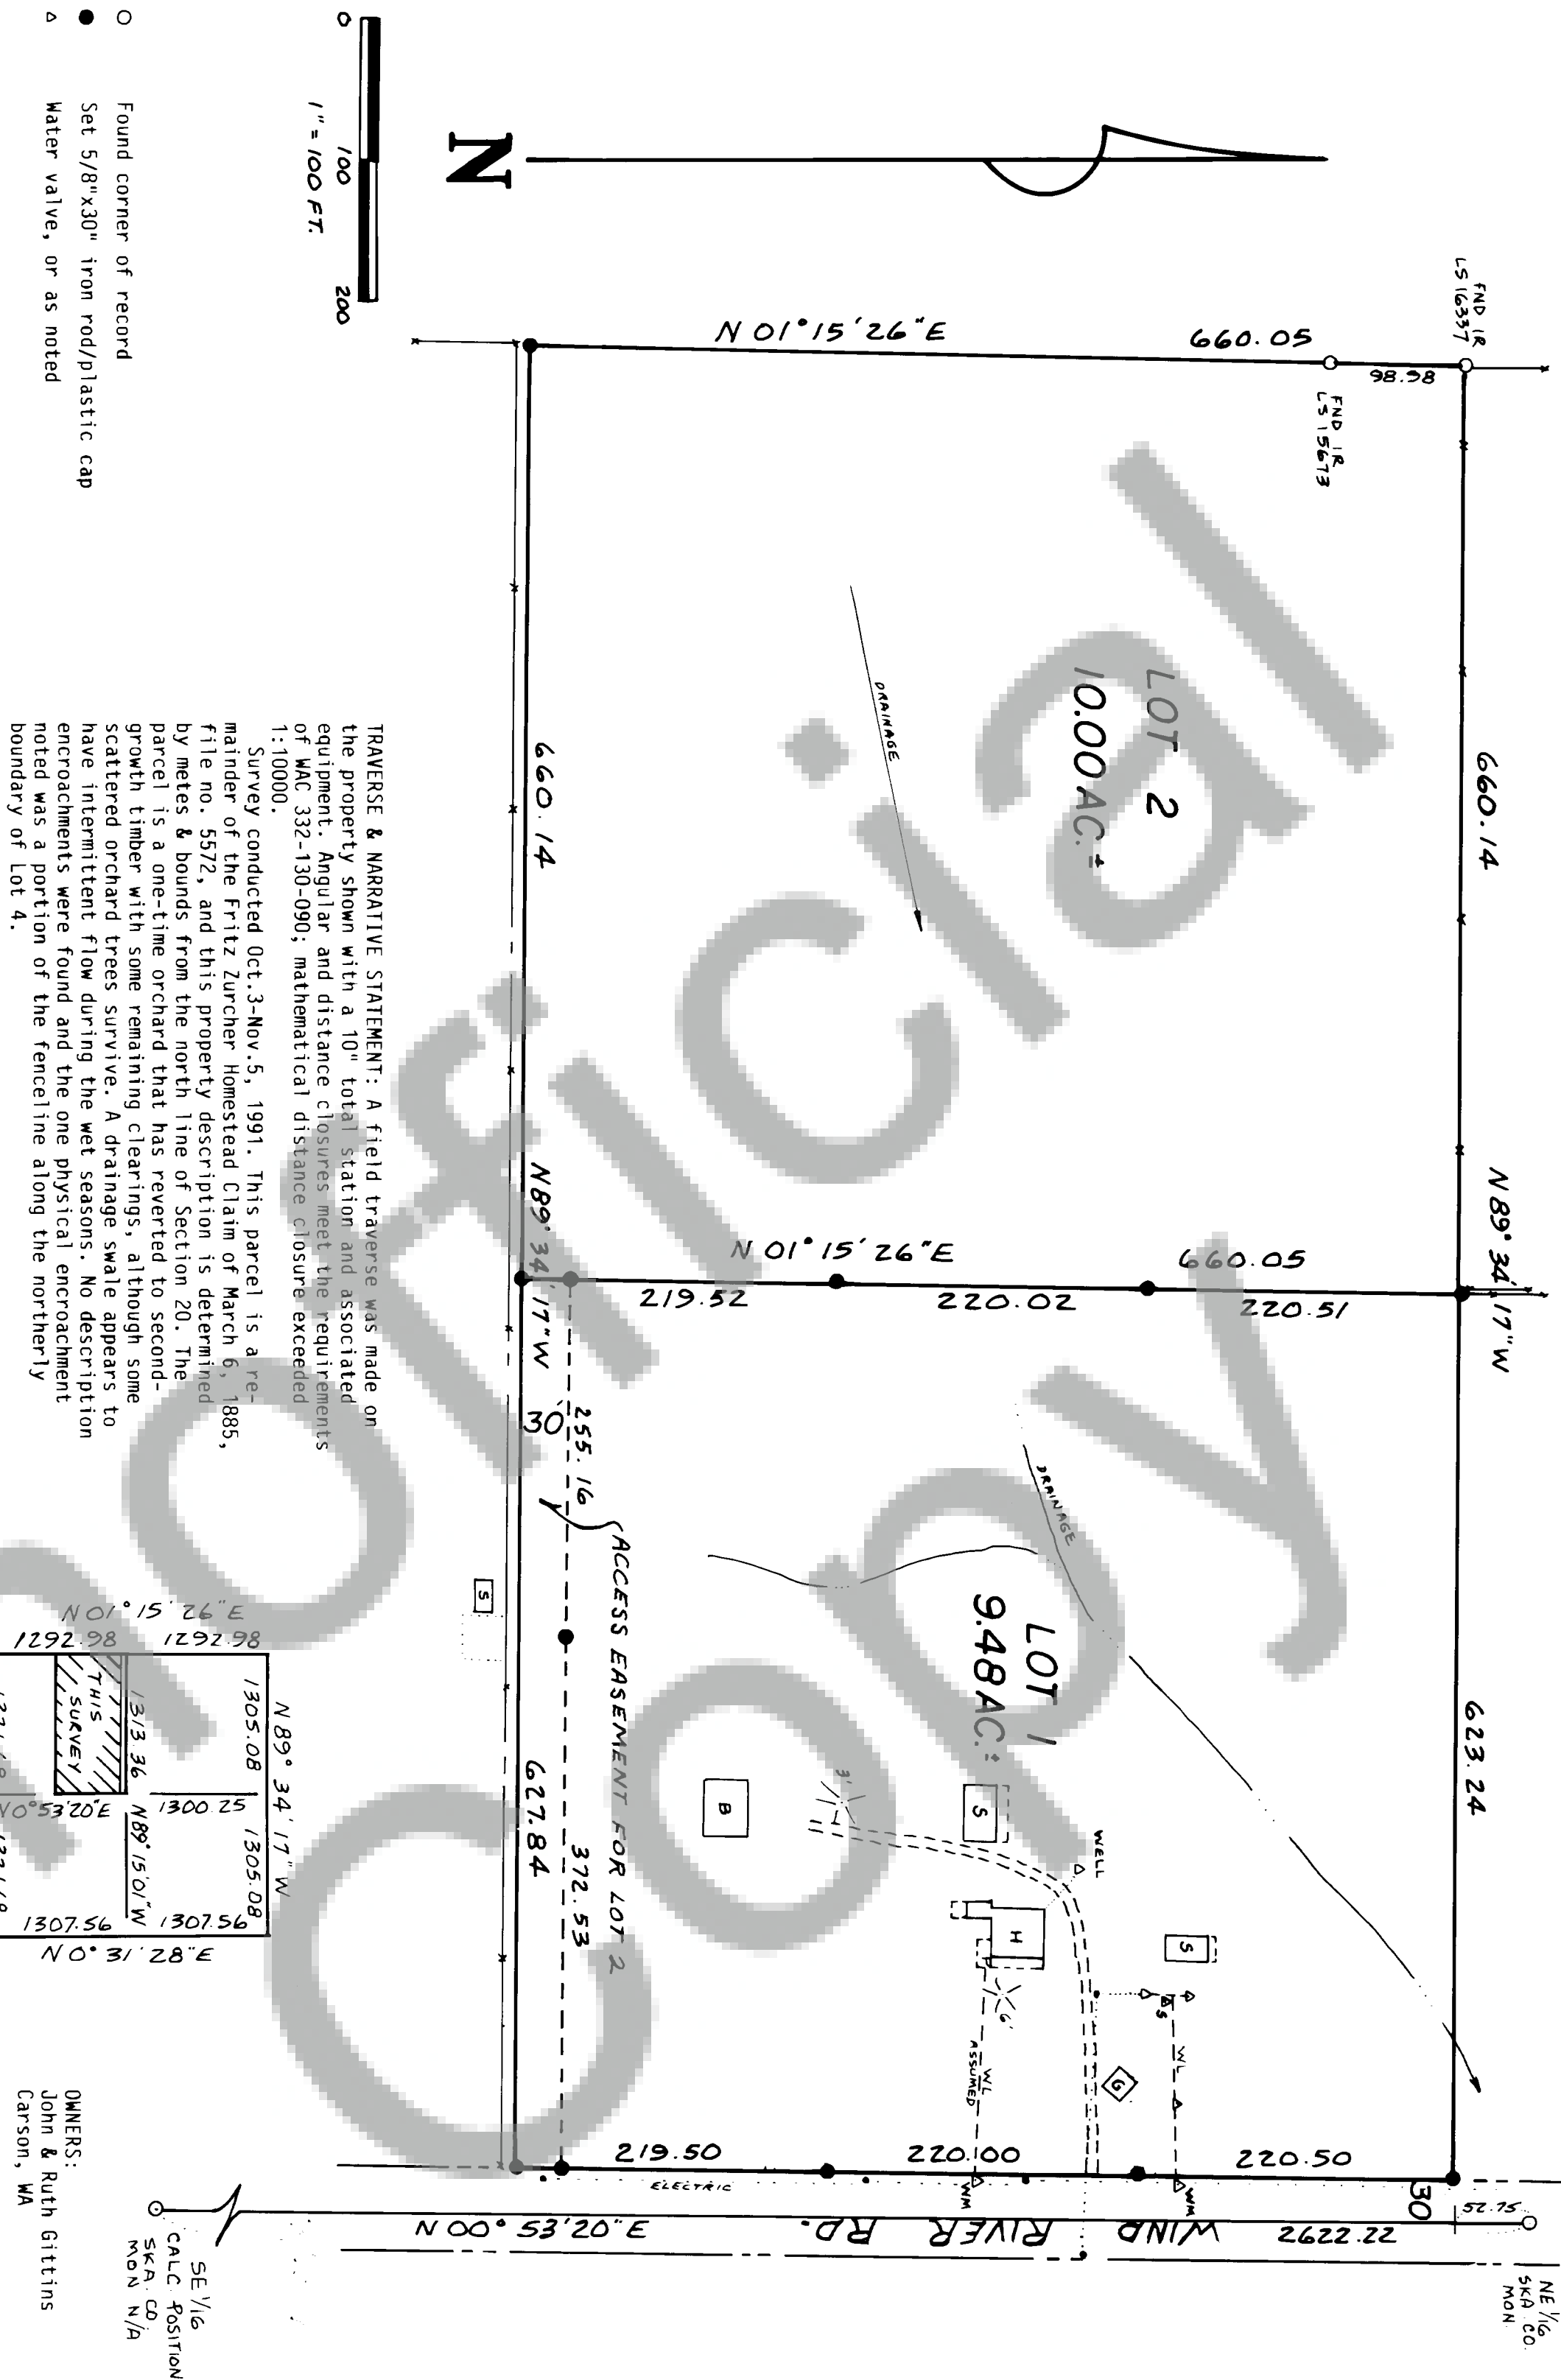 FND IR
LS 16337
N 01°15'26"E 660.05
98.98
FND IR
LS 15673
660.14
N 89° 34' 17"W
623.24
LOT 2
10.00 AC.±
DRAINAGE
N 01° 15' 26"E 660.05
219.52 220.02 220.51
DRAINAGE
LOT 1
9.48 AC.±
660.14
N 89° 34' 17"W
30'
255.16
ACCESS EASEMENT FOR LOT 2
372.53
627.84
S
B
3'
S
WELL
H
6'
S
S
WL
WL
ASSUMED
G
219.50 220.00 220.50
ELECTRIC
WM
WM
30
52.75
N 00° 53' 20"E WIND RIVER RD. 2622.22
NE 1/16
SKA. CO.
MON.
SE 1/16
CALC. POSITION
SKA. CO.
MON N/A
N
0 100 200
1" = 100 FT.
Found corner of record
Set 5/8"x30" iron rod/plastic cap
Water valve, or as noted
TRAVERSE & NARRATIVE STATEMENT: A field traverse was made on
the property shown with a 10" total station and associated
equipment. Angular and distance closures meet the requirements
of WAC 332-130-090; mathematical distance closure exceeded
1:10000.
Survey conducted Oct.3-Nov.5, 1991. This parcel is a re-
mainder of the Fritz Zurcher Homestead Claim of March 6, 1885,
file no. 5572, and this property description is determined
by metes & bounds from the north line of Section 20. The
parcel is a one-time orchard that has reverted to second-
growth timber with some remaining clearings, although some
scattered orchard trees survive. A drainage swale appears to
have intermittent flow during the wet seasons. No description
encroachments were found and the one physical encroachment
noted was a portion of the fenceline along the northerly
boundary of Lot 4.
N 89° 34' 17" W
1305.08 1305.08
N 01° 15' 26"E
1292.98 1292.98
1313.36
N89° 15'01"W
THIS
SURVEY
1300.25
N0°53'20"E
1307.56 1307.56
N 0° 31' 28"E
OWNERS:
John & Ruth Gittins
Carson, WA
Unofficial
Copy